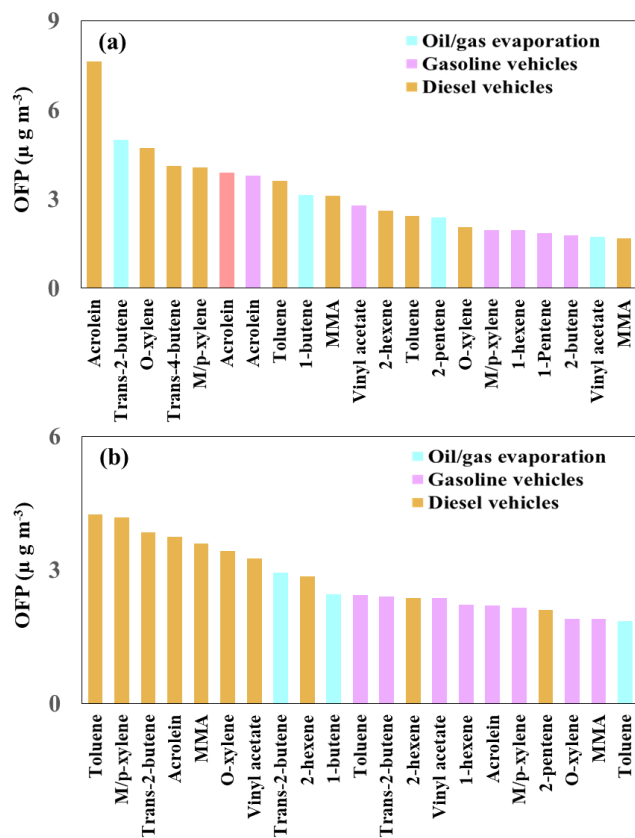 (a)
Oil/gas evaporation
Gasoline vehicles
Diesel vehicles
OFP (μ g m-3)
9
6
3
0
Acrolein
Trans-2-butene
O-xylene
Trans-4-butene
M/p-xylene
Acrolein
Acrolein
Toluene
1-butene
MMA
Vinyl acetate
2-hexene
Toluene
2-pentene
O-xylene
M/p-xylene
1-hexene
1-Pentene
2-butene
Vinyl acetate
MMA
(b)
Oil/gas evaporation
Gasoline vehicles
Diesel vehicles
OFP (μ g m-3)
6
3
0
Toluene
M/p-xylene
Trans-2-butene
Acrolein
MMA
O-xylene
Vinyl acetate
Trans-2-butene
2-hexene
1-butene
Toluene
Trans-2-butene
2-hexene
Vinyl acetate
1-hexene
Acrolein
M/p-xylene
2-pentene
O-xylene
MMA
Toluene